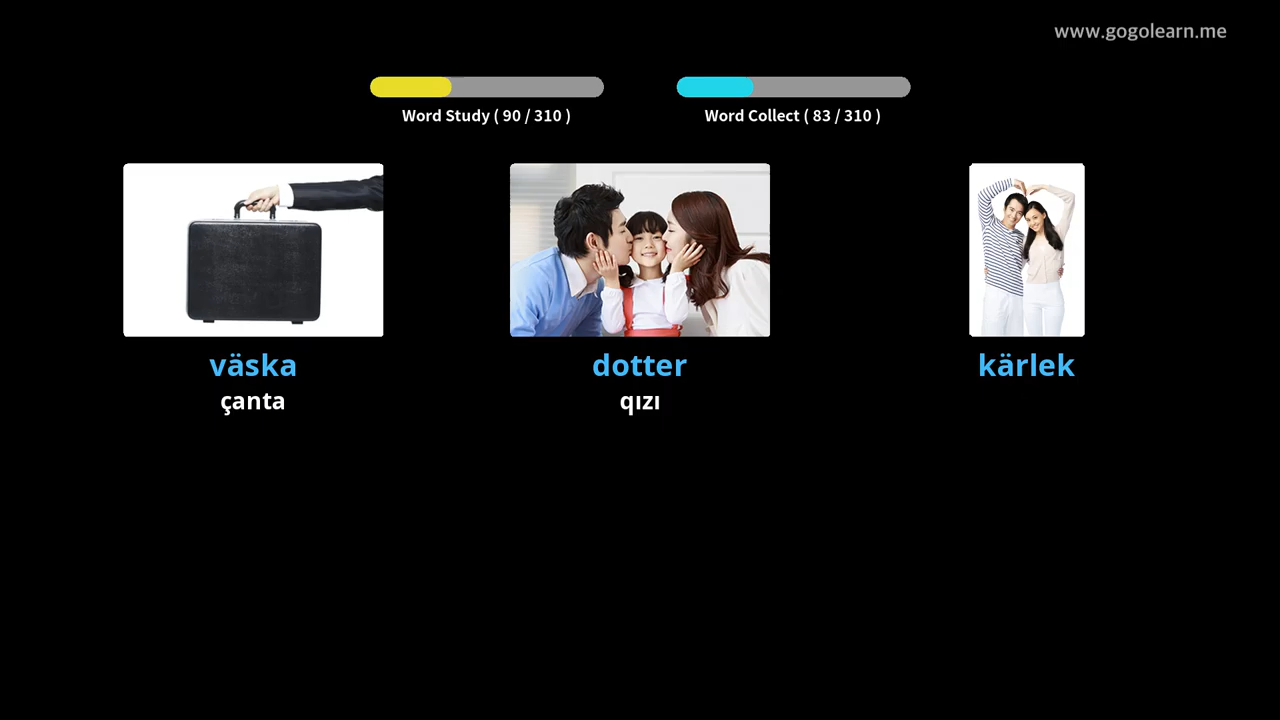 www.gogolearn.me
Word Study ( 90 / 310 )
Word Collect ( 83 / 310 )
väska
çanta
dotter
qızı
kärlek